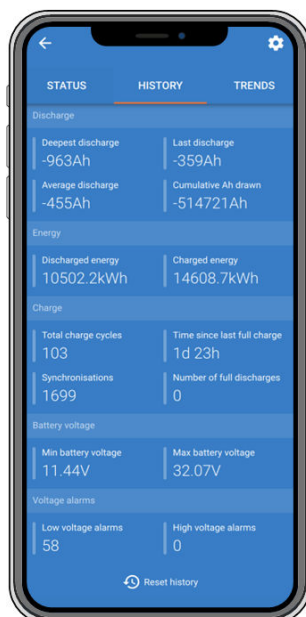 STATUS HISTORY TRENDS
Discharge
Deepest discharge Last discharge
-963Ah -359Ah
Average discharge Cumulative Ah drawn
-455Ah -514721Ah
Energy
Discharged energy Charged energy
10502.2kWh 14608.7kWh
Charge
Total charge cycles Time since last full charge
103 1d 23h
Synchronisations Number of full discharges
1699 0
Battery voltage
Min battery voltage Max battery voltage
11.44V 32.07V
Voltage alarms
Low voltage alarms High voltage alarms
58 0
Reset history